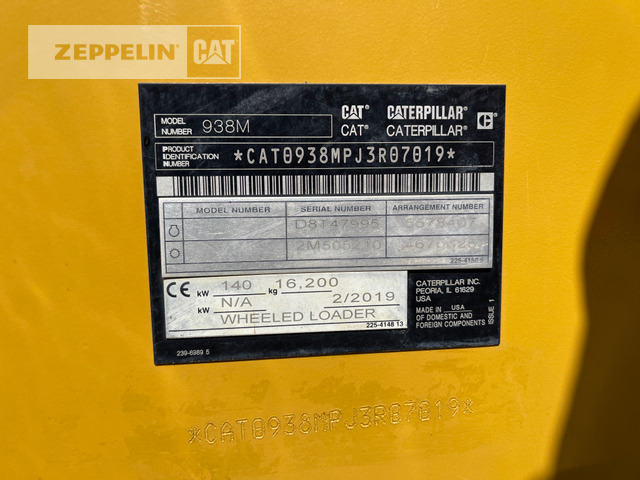 ZEPPELIN CAT
MODEL NUMBER 938M
CAT® CATERPILLAR®
CAT® CATERPILLAR®
PRODUCT IDENTIFICATION NUMBER *CAT0938MPJ3R07019*
MODEL NUMBER SERIAL NUMBER ARRANGEMENT NUMBER
225-4150 5
CE kW 140 kg 16,200
kW N/A 2/2019
WHEELED LOADER
225-4148 13
CATERPILLAR INC.
PEORIA, IL 61629
USA
MADE IN USA
OF DOMESTIC AND
FOREIGN COMPONENTS
ISSUE 1
239-6989 5
*CAT0938MPJ3R07019*